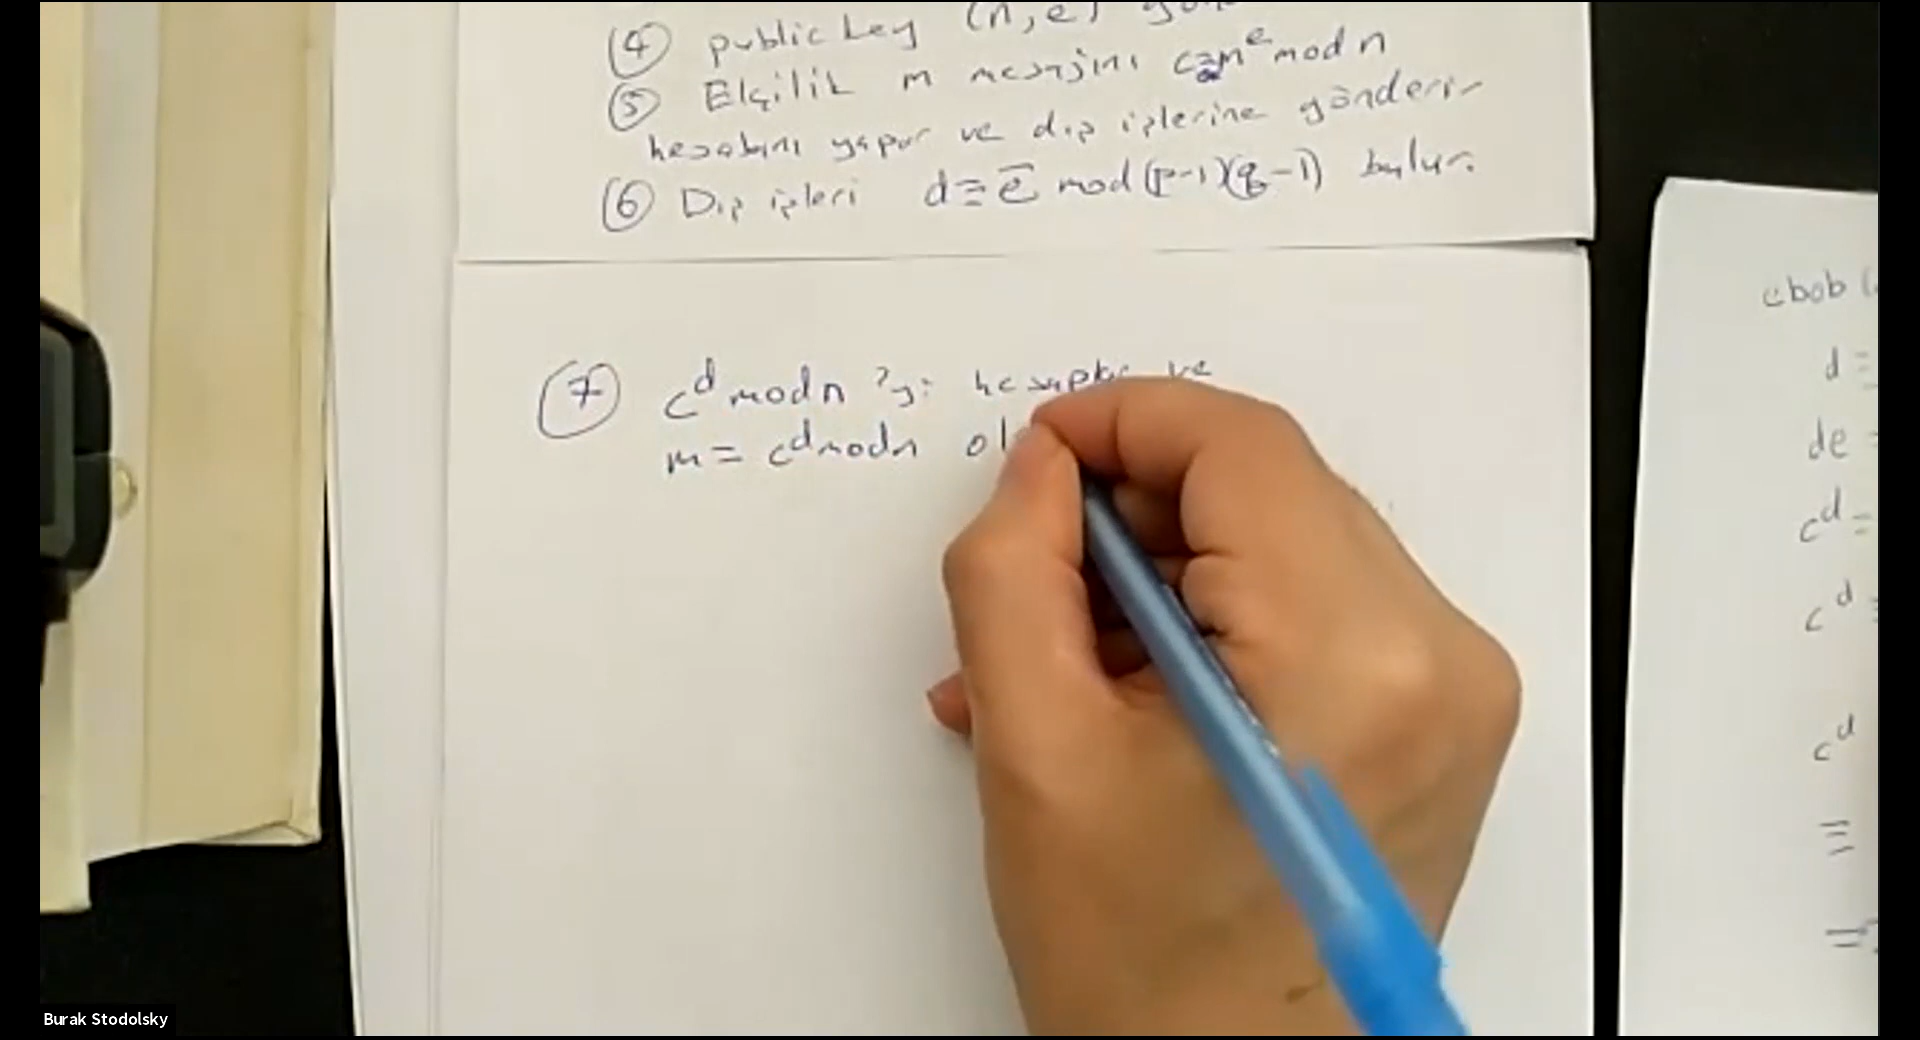 ④ public key (n, e)
⑤ Elçilik m mesajını c≡m^e mod n
hesabını yapar ve dış işlerine gönderir
⑥ Dış işleri d≡ē mod (p-1)(q-1) bulur.
⑦ c^d mod n 'yi hesaplar ve
m = c^d mod n ol
ebob (
d =
de =
c^d =
c^d =
c^d
=
=
Burak Stodolsky